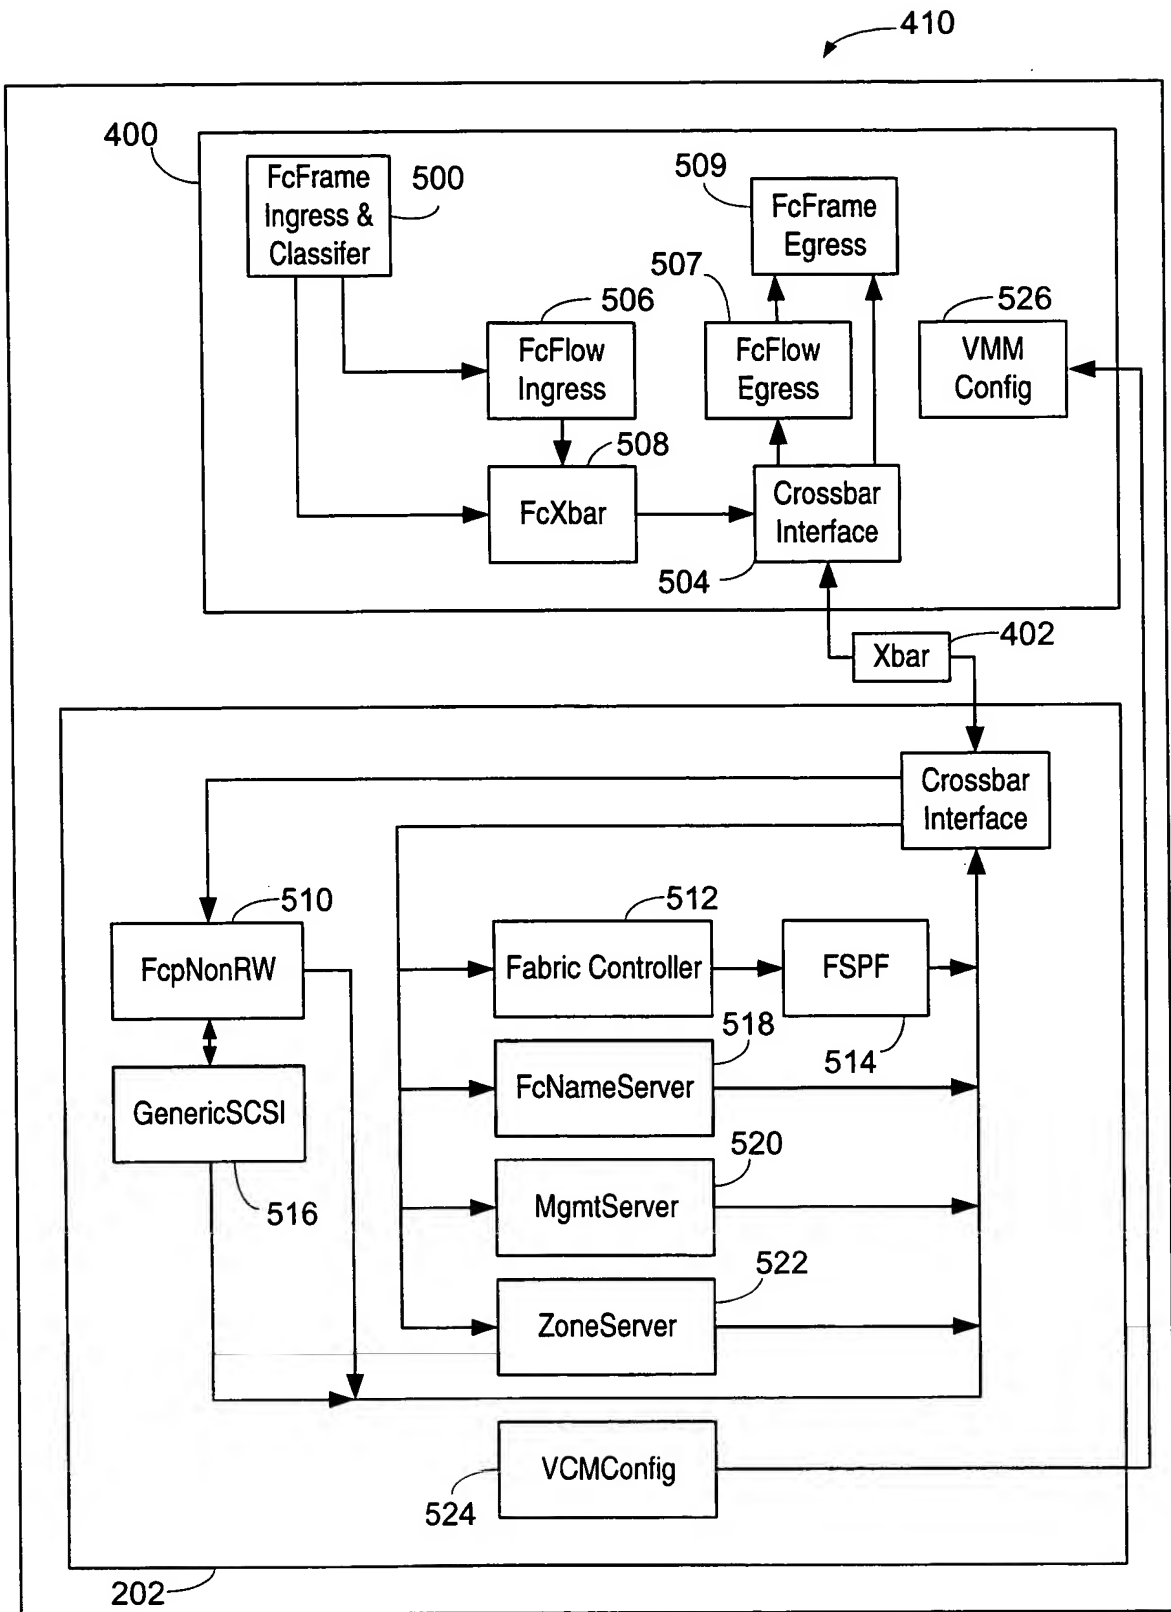 410
400
FcFrame
Ingress &
Classifer
500
509
FcFrame
Egress
507
506
526
FcFlow
Ingress
FcFlow
Egress
VMM
Config
508
FcXbar
Crossbar
Interface
504
Xbar
402
Crossbar
Interface
510
512
FcpNonRW
Fabric Controller
FSPF
518
514
GenericSCSI
FcNameServer
516
520
MgmtServer
522
ZoneServer
VCMConfig
524
202